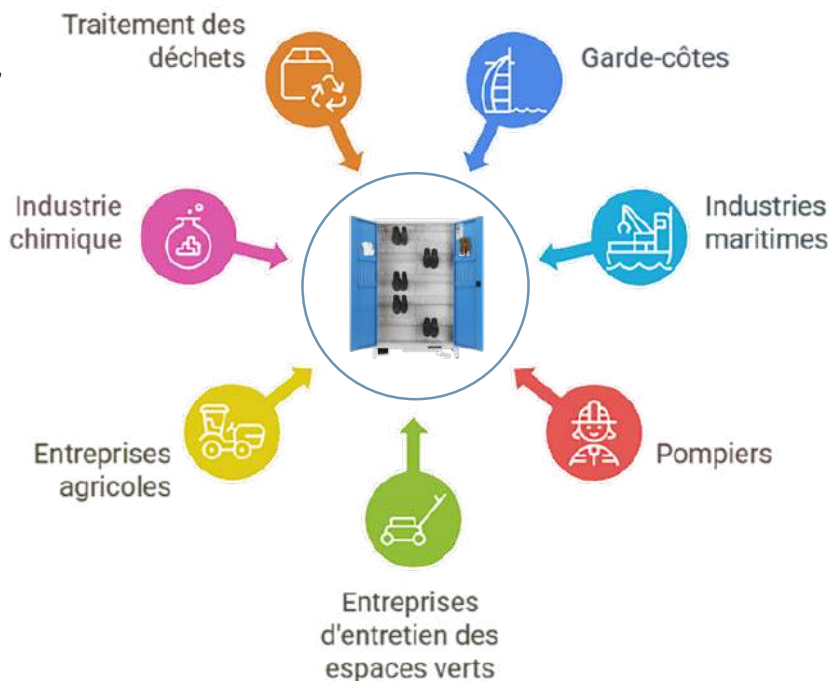 Traitement des
déchets
Garde-côtes
Industrie
chimique
Industries
maritimes
Entreprises
agricoles
Pompiers
Entreprises
d'entretien des
espaces verts